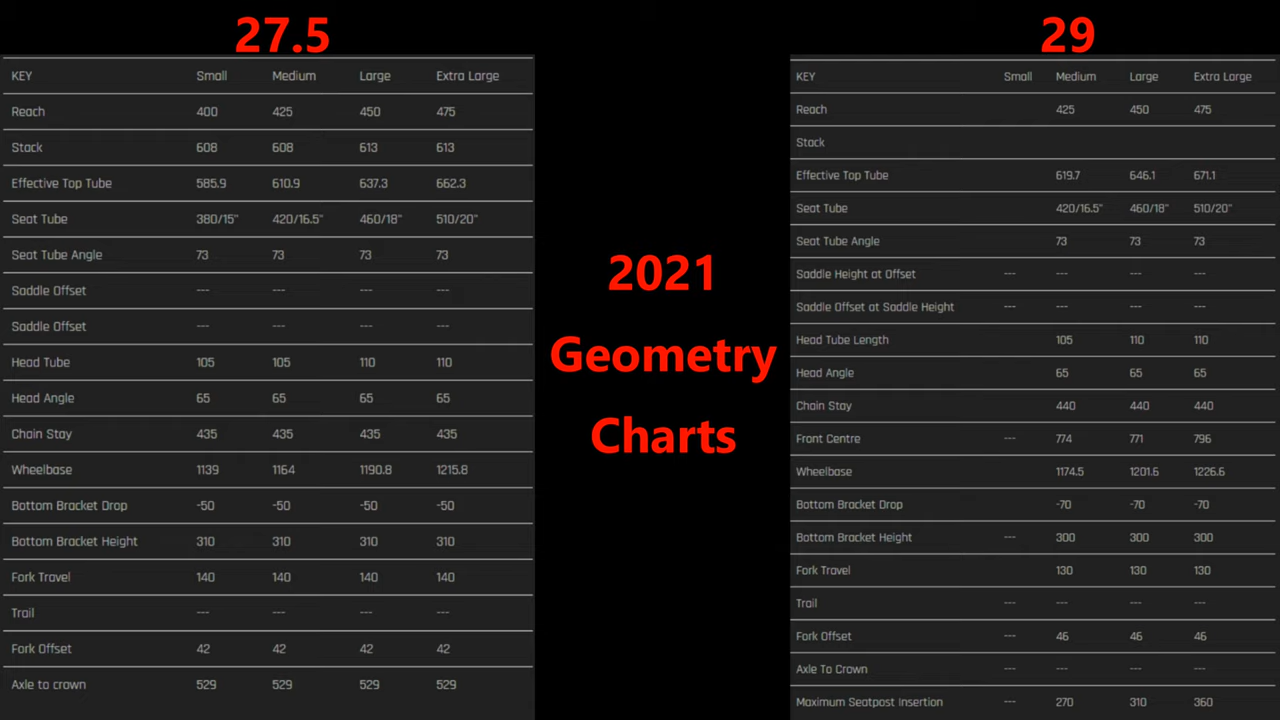 27.5
KEY Small Medium Large Extra Large
Reach 400 425 450 475
Stack 608 608 613 613
Effective Top Tube 585.9 610.9 637.3 662.3
Seat Tube 380/15" 420/16.5" 460/18" 510/20"
Seat Tube Angle 73 73 73 73
Saddle Offset --- --- --- ---
Saddle Offset --- --- --- ---
Head Tube 105 105 110 110
Head Angle 65 65 65 65
Chain Stay 435 435 435 435
Wheelbase 1139 1164 1190.8 1215.8
Bottom Bracket Drop -50 -50 -50 -50
Bottom Bracket Height 310 310 310 310
Fork Travel 140 140 140 140
Trail --- --- --- ---
Fork Offset 42 42 42 42
Axle to crown 529 529 529 529
2021
Geometry
Charts
29
KEY Small Medium Large Extra Large
Reach 425 450 475
Stack
Effective Top Tube 619.7 646.1 671.1
Seat Tube 420/16.5" 460/18" 510/20"
Seat Tube Angle 73 73 73
Saddle Height at Offset --- --- --- ---
Saddle Offset at Saddle Height --- --- --- ---
Head Tube Length 105 110 110
Head Angle 65 65 65
Chain Stay 440 440 440
Front Centre --- 774 771 796
Wheelbase 1174.5 1201.6 1226.6
Bottom Bracket Drop -70 -70 -70
Bottom Bracket Height --- 300 300 300
Fork Travel 130 130 130
Trail --- --- --- ---
Fork Offset --- 46 46 46
Axle To Crown --- --- --- ---
Maximum Seatpost Insertion --- 270 310 360